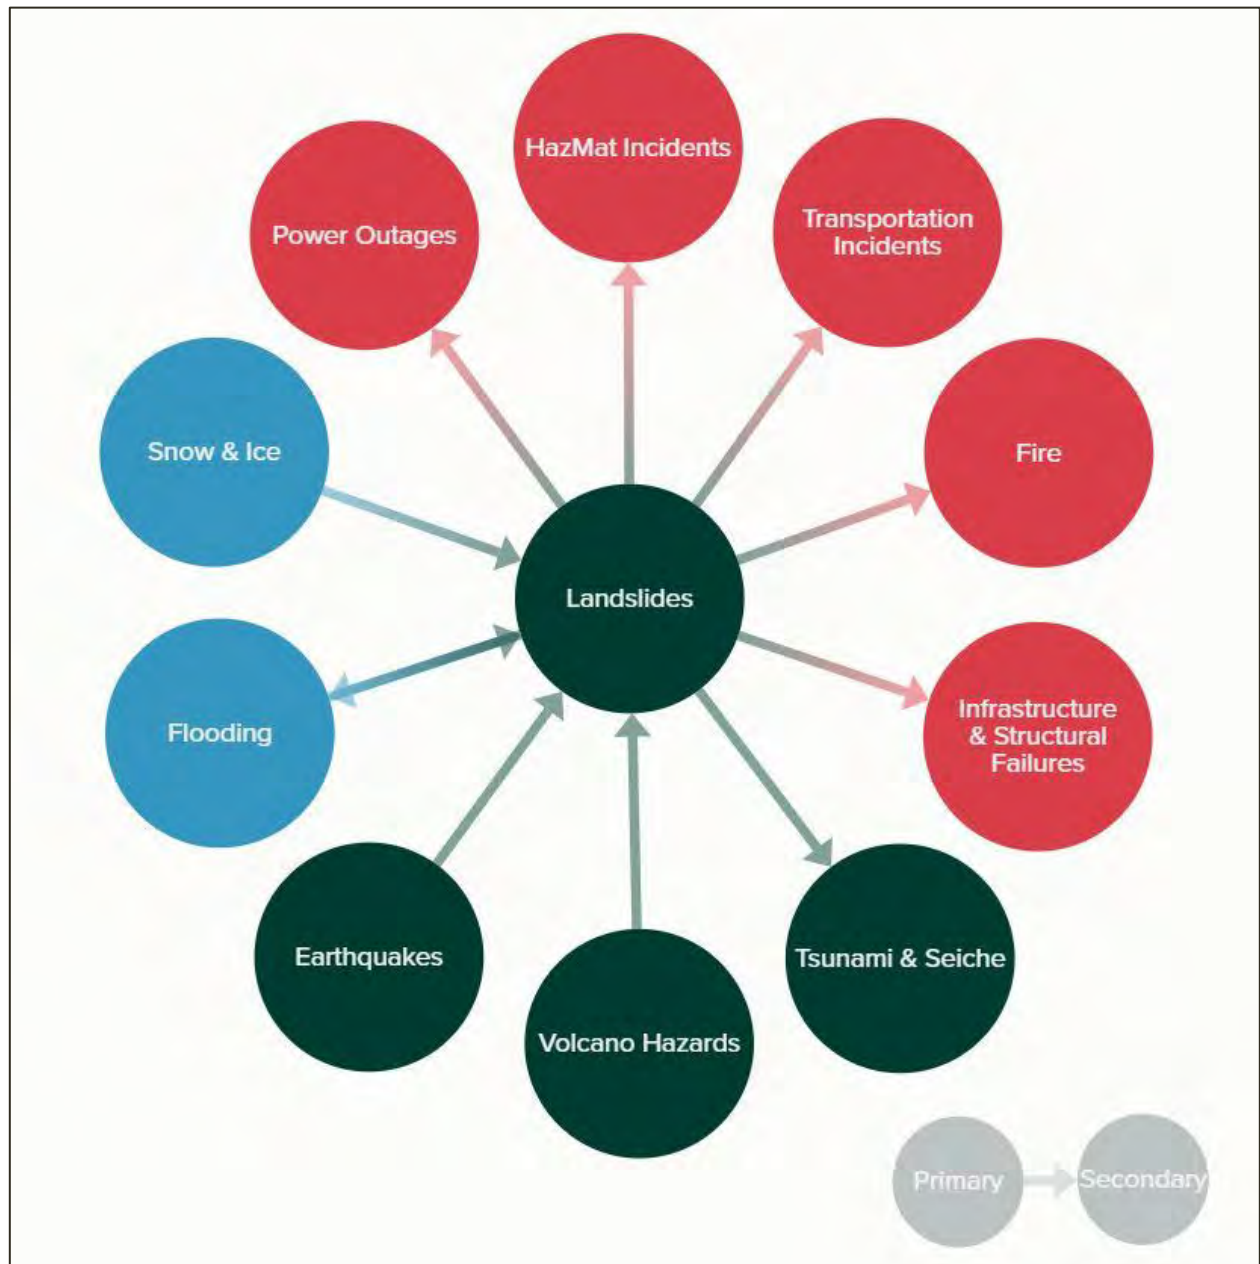 HazMat Incidents
Power Outages
Transportation
Incidents
Snow & Ice
Fire
Landslides
Flooding
Infrastructure
& Structural
Failures
Earthquakes
Tsunami & Seiche
Volcano Hazards
Primary
Secondary